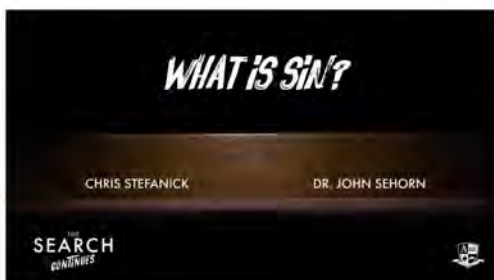 WHAT IS SIN?
CHRIS STEFANICK
DR. JOHN SEHORN
THE
SEARCH
CONTINUES